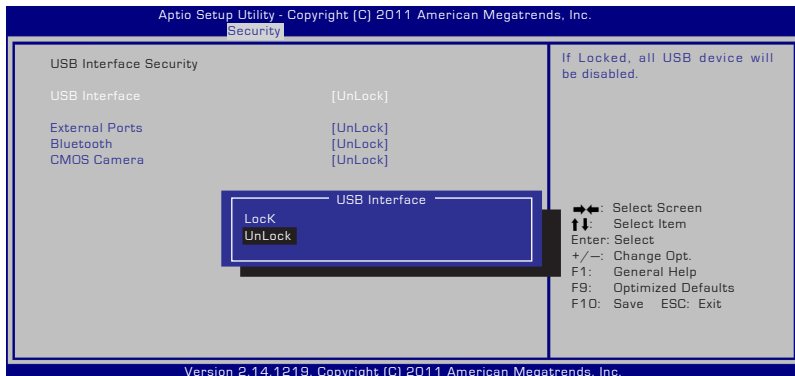 Aptio Setup Utility - Copyright (C) 2011 American Megatrends, Inc.
Security
USB Interface Security
USB Interface [UnLock]
External Ports [UnLock]
Bluetooth [UnLock]
CMOS Camera [UnLock]
USB Interface
LocK
UnLock
If Locked, all USB device will
be disabled.
→←: Select Screen
↑↓: Select Item
Enter: Select
+/—: Change Opt.
F1: General Help
F9: Optimized Defaults
F10: Save ESC: Exit
Version 2.14.1219. Copyright (C) 2011 American Megatrends, Inc.